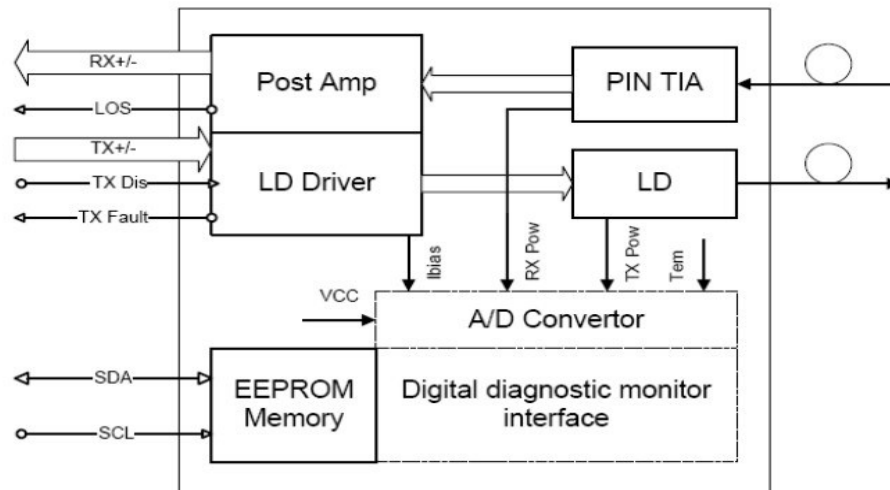 RX+/-
Post Amp
PIN TIA
LOS
TX+/-
TX Dis
LD Driver
LD
TX Fault
Ibias
RX Pow
TX Pow
Tem
VCC
A/D Convertor
SDA
EEPROM
Memory
Digital diagnostic monitor
interface
SCL